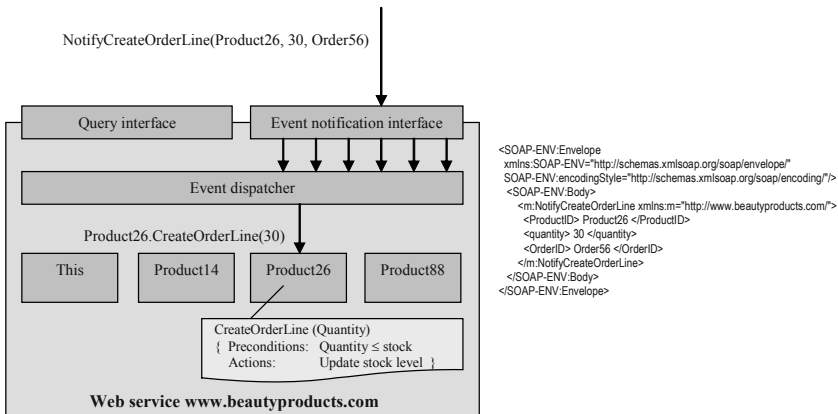 NotifyCreateOrderLine(Product26, 30, Order56)
Query interface
Event notification interface
Event dispatcher
Product26.CreateOrderLine(30)
This
Product14
Product26
Product88
CreateOrderLine (Quantity)
{ Preconditions: Quantity ≤ stock
Actions: Update stock level }
Web service www.beautyproducts.com
<SOAP-ENV:Envelope
xmlns:SOAP-ENV="http://schemas.xmlsoap.org/soap/envelope/"
SOAP-ENV:encodingStyle="http://schemas.xmlsoap.org/soap/encoding/"/>
<SOAP-ENV:Body>
<m:NotifyCreateOrderLine xmlns:m="http://www.beautyproducts.com/">
<ProductID> Product26 </ProductID>
<quantity> 30 </quantity>
<OrderID> Order56 </OrderID>
</m:NotifyCreateOrderLine>
</SOAP-ENV:Body>
</SOAP-ENV:Envelope>